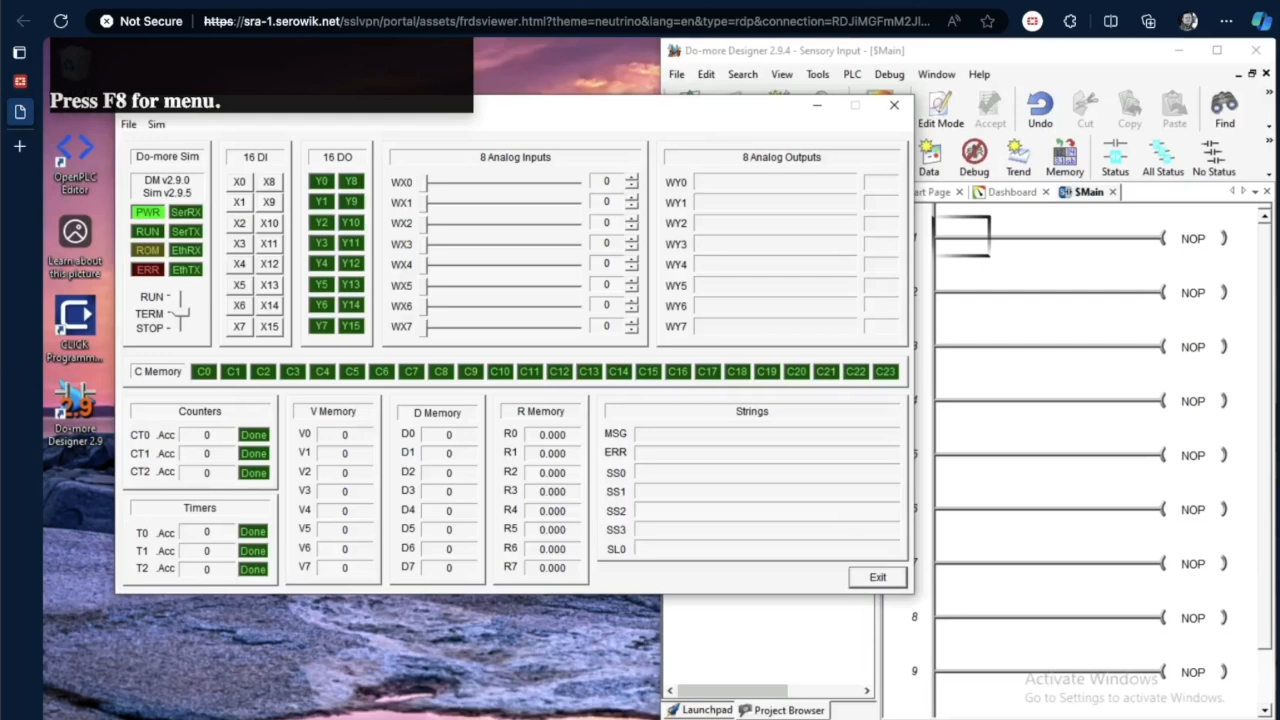 Not Secure
https://sra-1.serowik.net/sslvpn/portal/assets/frdsviewer.html?theme=neutrino&lang=en&type=rdp&connection=RDJiMGFmM2Jl...
Press F8 for menu.
OpenPLC
Editor
Learn about
this picture
CLICK
Programm...
2.9
Do-more
Designer 2.9
File Sim
Do-more Sim
DM v2.9.0
Sim v2.9.5
PWR SerRX
RUN SerTX
ROM EthRX
ERR EthTX
RUN
TERM
STOP
16 DI
X0 X8
X1 X9
X2 X10
X3 X11
X4 X12
X5 X13
X6 X14
X7 X15
16 DO
Y0 Y8
Y1 Y9
Y2 Y10
Y3 Y11
Y4 Y12
Y5 Y13
Y6 Y14
Y7 Y15
8 Analog Inputs
WX0 0
WX1 0
WX2 0
WX3 0
WX4 0
WX5 0
WX6 0
WX7 0
8 Analog Outputs
WY0
WY1
WY2
WY3
WY4
WY5
WY6
WY7
C Memory C0 C1 C2 C3 C4 C5 C6 C7 C8 C9 C10 C11 C12 C13 C14 C15 C16 C17 C18 C19 C20 C21 C22 C23
Counters
CT0 .Acc 0 Done
CT1 .Acc 0 Done
CT2 .Acc 0 Done
Timers
T0 .Acc 0 Done
T1 .Acc 0 Done
T2 .Acc 0 Done
V Memory
V0 0
V1 0
V2 0
V3 0
V4 0
V5 0
V6 0
V7 0
D Memory
D0 0
D1 0
D2 0
D3 0
D4 0
D5 0
D6 0
D7 0
R Memory
R0 0.000
R1 0.000
R2 0.000
R3 0.000
R4 0.000
R5 0.000
R6 0.000
R7 0.000
Strings
MSG
ERR
SS0
SS1
SS2
SS3
SL0
Exit
Do-more Designer 2.9.4 - Sensory Input - [$Main]
File Edit Search View Tools PLC Debug Window Help
Edit Mode Accept Undo Cut Copy Paste Find
Data Debug Trend Memory Status All Status No Status
art Page Dashboard $Main
NOP
2 NOP
3 NOP
NOP
NOP
NOP
7 NOP
8 NOP
9 NOP
Launchpad Project Browser
Activate Windows
Go to Settings to activate Windows.